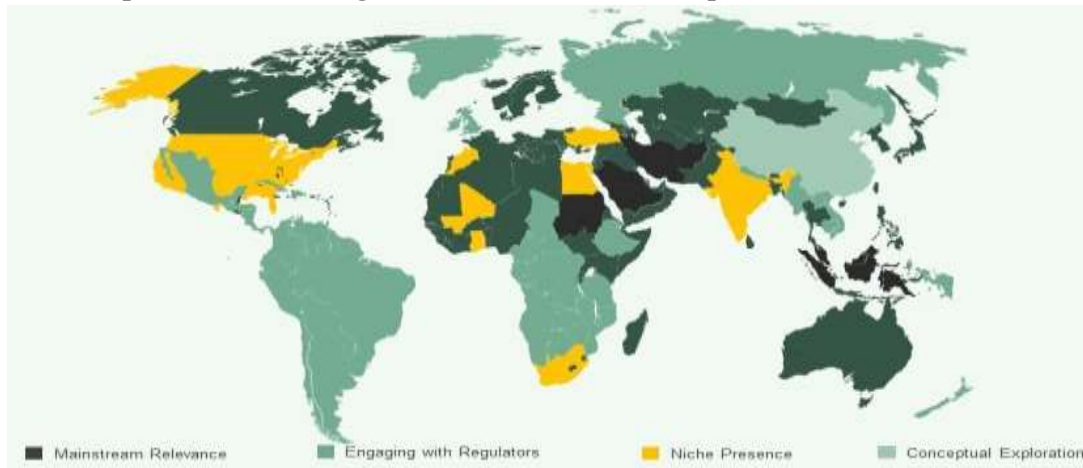 Mainstream Relevance
Engaging with Regulators
Niche Presence
Conceptual Exploration